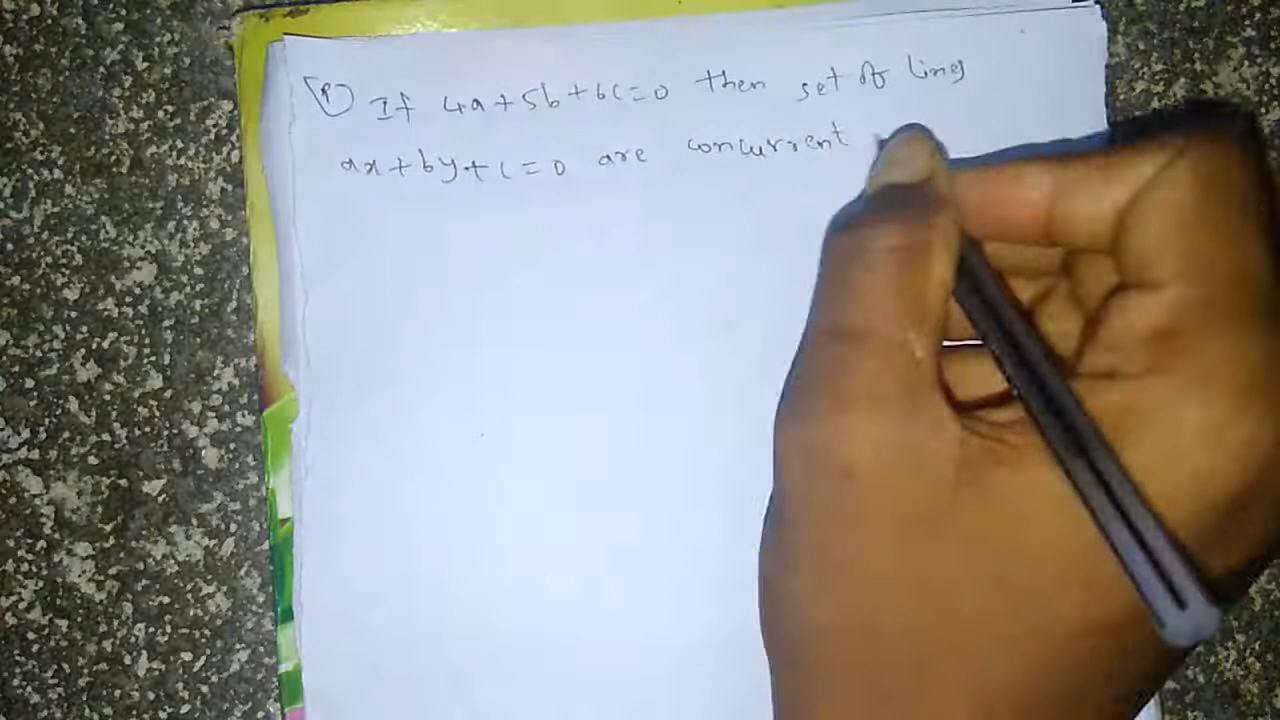 (P) If 4a+5b+6c=0 then set of lines
ax+by+c=0 are concurrent